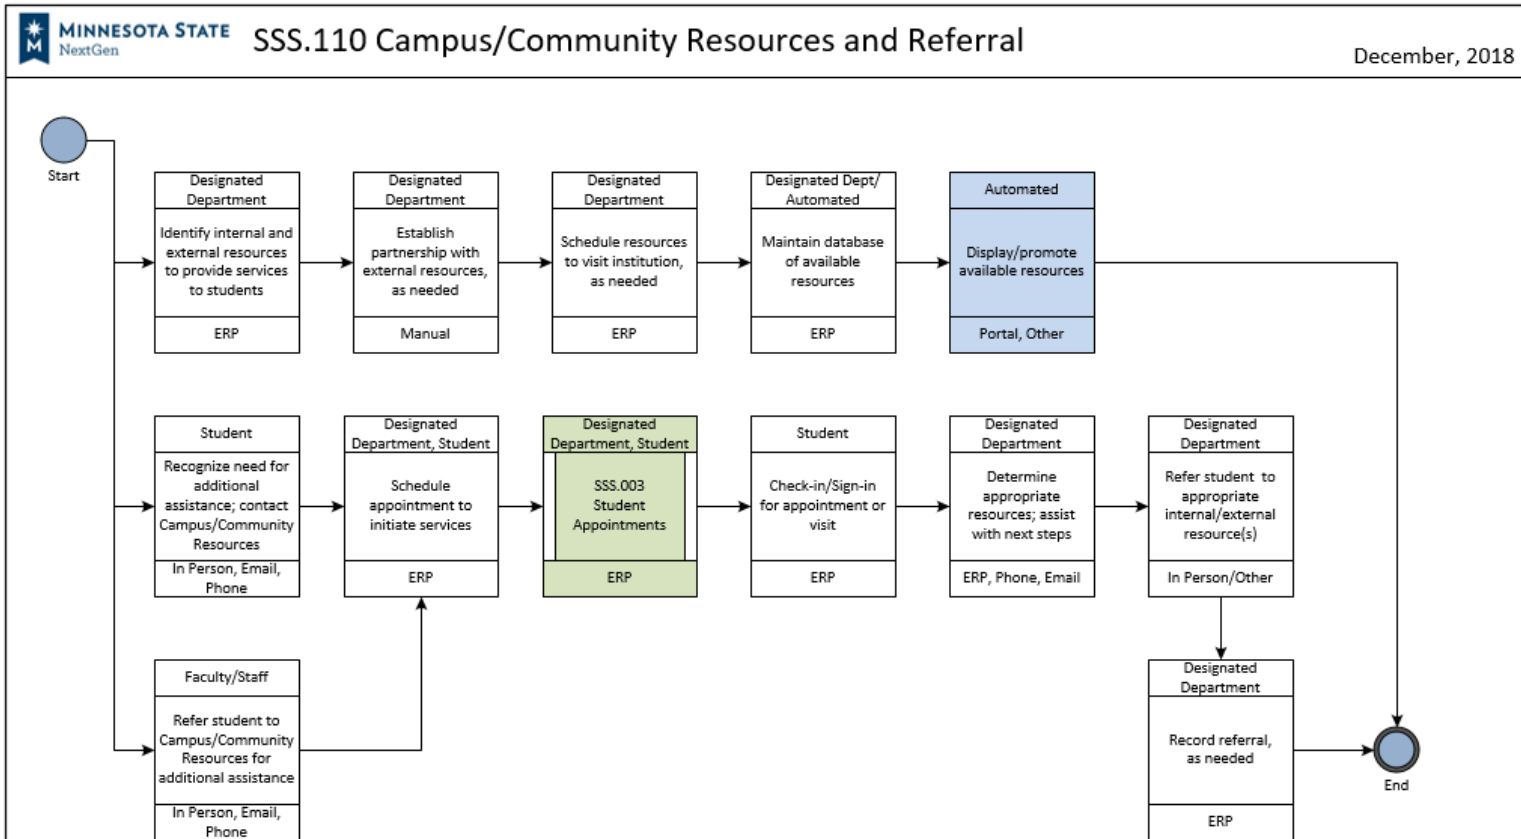 MINNESOTA STATE
NextGen
SSS.110 Campus/Community Resources and Referral
December, 2018
Start
Designated
Department
Identify internal and
external resources
to provide services
to students
ERP
Designated
Department
Establish
partnership with
external resources,
as needed
Manual
Designated
Department
Schedule resources
to visit institution,
as needed
ERP
Designated Dept/
Automated
Maintain database
of available
resources
ERP
Automated
Display/promote
available resources
Portal, Other
Student
Recognize need for
additional
assistance; contact
Campus/Community
Resources
In Person, Email,
Phone
Designated
Department, Student
Schedule
appointment to
initiate services
ERP
Designated
Department, Student
SSS.003
Student
Appointments
ERP
Student
Check-in/Sign-in
for appointment or
visit
ERP
Designated
Department
Determine
appropriate
resources; assist
with next steps
ERP, Phone, Email
Designated
Department
Refer student to
appropriate
internal/external
resource(s)
In Person/Other
Faculty/Staff
Refer student to
Campus/Community
Resources for
additional assistance
In Person, Email,
Phone
Designated
Department
Record referral,
as needed
ERP
End